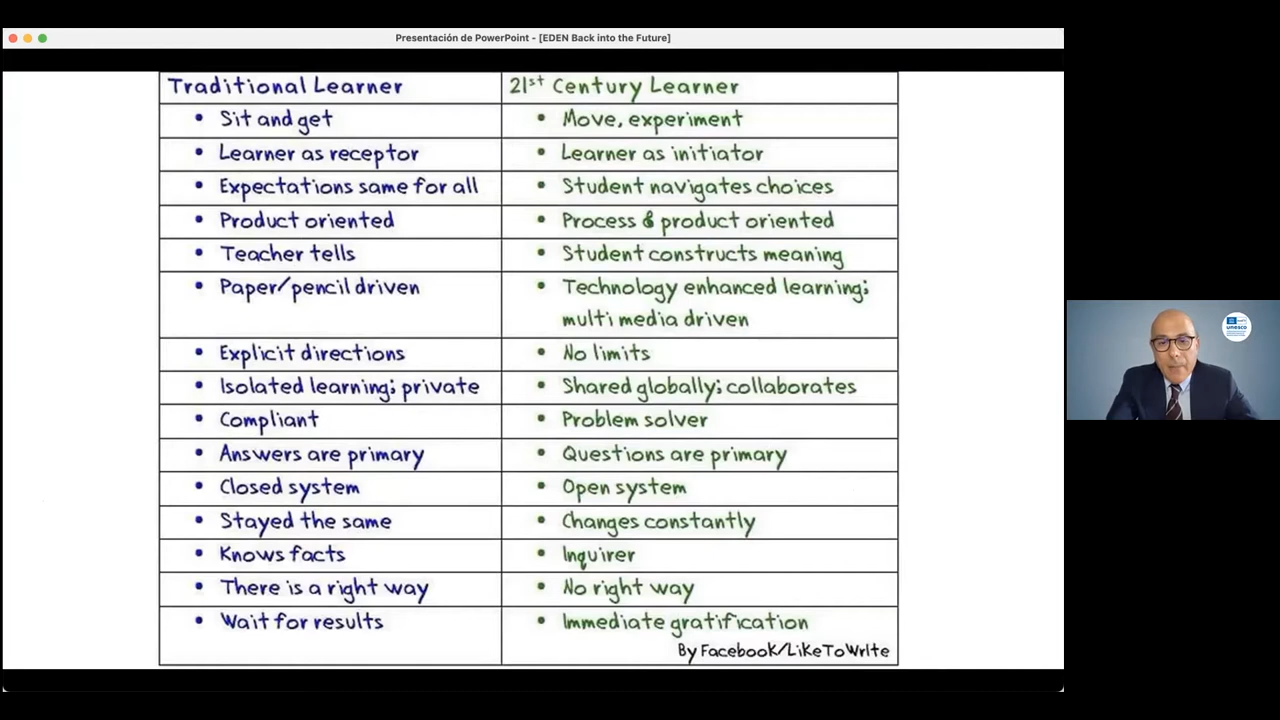 Presentación de PowerPoint - [EDEN Back into the Future]
Traditional Learner
21st Century Learner
• Sit and get
• Move, experiment
• Learner as receptor
• Learner as initiator
• Expectations same for all
• Student navigates choices
• Product oriented
• Process & product oriented
• Teacher tells
• Student constructs meaning
• Paper/pencil driven
• Technology enhanced learning;
multi media driven
• Explicit directions
• No limits
• Isolated learning; private
• Shared globally; collaborates
• Compliant
• Problem solver
• Answers are primary
• Questions are primary
• Closed system
• Open system
• Stayed the same
• Changes constantly
• Knows facts
• Inquirer
• There is a right way
• No right way
• Wait for results
• Immediate gratification
By Facebook/LikeToWrIte
unesco